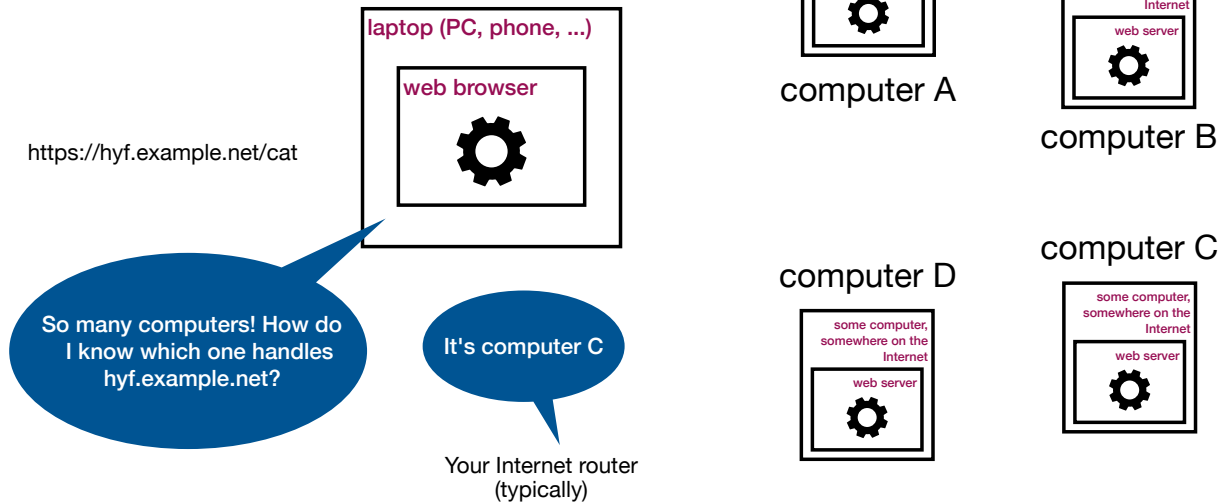 laptop (PC, phone, ...)
web browser
https://hyf.example.net/cat
So many computers! How do
I know which one handles
hyf.example.net?
It's computer C
Your Internet router
(typically)
computer A
Internet
web server
computer B
computer D
some computer,
somewhere on the
Internet
web server
computer C
some computer,
somewhere on the
Internet
web server